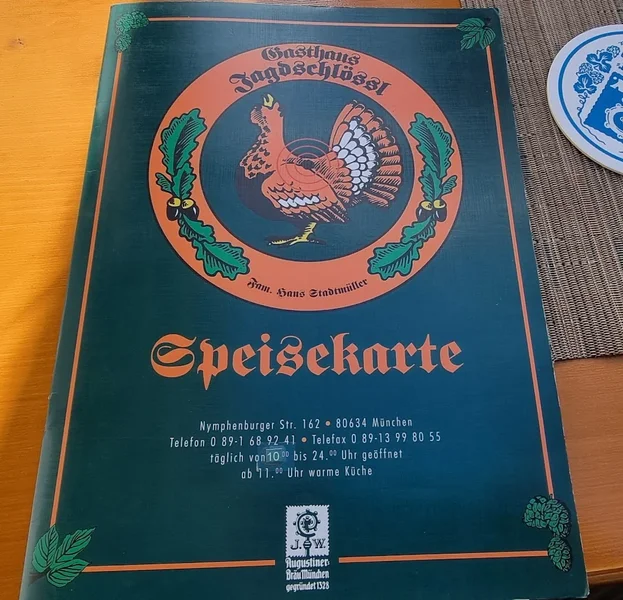 Gasthaus
Jagdschlössl
Fam. Hans Stadtmüller
Speisekarte
Nymphenburger Str. 162 • 80634 München
Telefon 0 89-1 68 92 41 • Telefax 0 89-13 99 80 55
täglich von 10.00 bis 24.00 Uhr geöffnet
ab 11.00 Uhr warme Küche
J. W.
Augustiner-
Bräu München
gegründet 1328